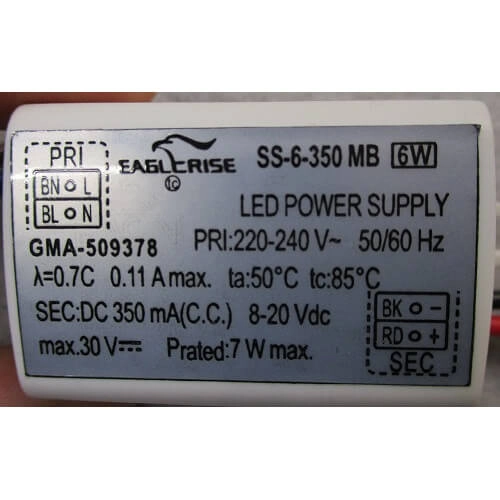 PRI
BN L
BL N
EAGLERISE
tc
SS-6-350 MB 6W
LED POWER SUPPLY
GMA-509378 PRI:220-240 V~ 50/60 Hz
λ=0.7C 0.11 A max. ta:50°C tc:85°C
SEC:DC 350 mA(C.C.) 8-20 Vdc
max.30 V⎓ Prated:7 W max.
BK -
RD +
SEC